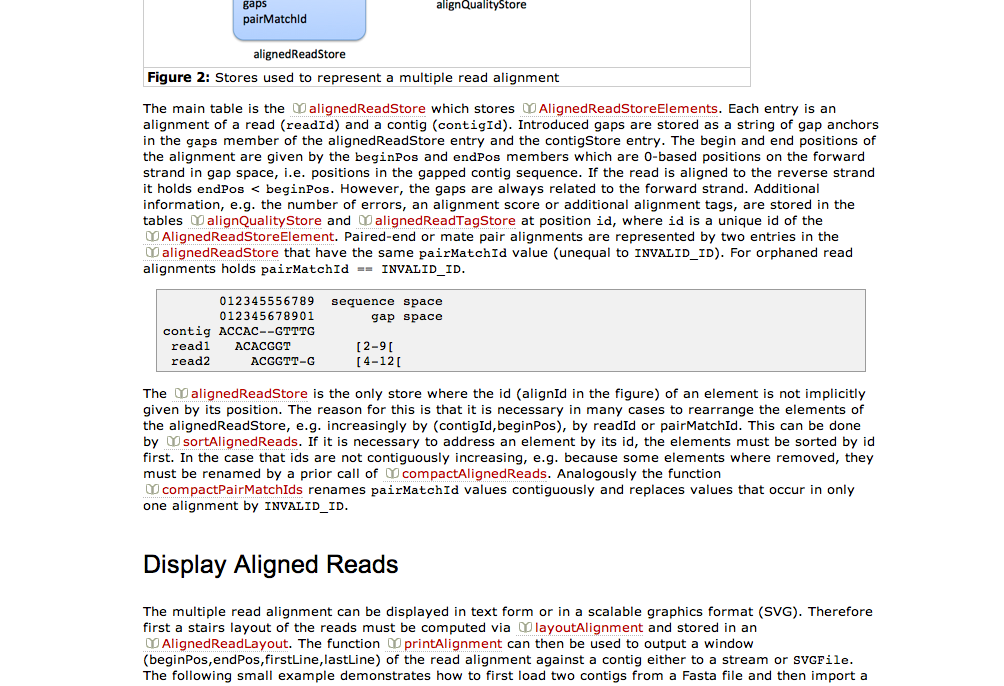 gaps
pairMatchId
alignQualityStore
alignedReadStore
Figure 2: Stores used to represent a multiple read alignment
The main table is the alignedReadStore which stores AlignedReadStoreElements. Each entry is an
alignment of a read (readId) and a contig (contigId). Introduced gaps are stored as a string of gap anchors
in the gaps member of the alignedReadStore entry and the contigStore entry. The begin and end positions of
the alignment are given by the beginPos and endPos members which are 0-based positions on the forward
strand in gap space, i.e. positions in the gapped contig sequence. If the read is aligned to the reverse strand
it holds endPos < beginPos. However, the gaps are always related to the forward strand. Additional
information, e.g. the number of errors, an alignment score or additional alignment tags, are stored in the
tables alignQualityStore and alignedReadTagStore at position id, where id is a unique id of the
AlignedReadStoreElement. Paired-end or mate pair alignments are represented by two entries in the
alignedReadStore that have the same pairMatchId value (unequal to INVALID_ID). For orphaned read
alignments holds pairMatchId == INVALID_ID.
012345556789  sequence space
012345678901       gap space
contig ACCAC--GTTTG
read1   ACACGGT        [2-9[
read2     ACGGTT-G     [4-12[
The alignedReadStore is the only store where the id (alignId in the figure) of an element is not implicitly
given by its position. The reason for this is that it is necessary in many cases to rearrange the elements of
the alignedReadStore, e.g. increasingly by (contigId,beginPos), by readId or pairMatchId. This can be done
by sortAlignedReads. If it is necessary to address an element by its id, the elements must be sorted by id
first. In the case that ids are not contiguously increasing, e.g. because some elements where removed, they
must be renamed by a prior call of compactAlignedReads. Analogously the function
compactPairMatchIds renames pairMatchId values contiguously and replaces values that occur in only
one alignment by INVALID_ID.
Display Aligned Reads
The multiple read alignment can be displayed in text form or in a scalable graphics format (SVG). Therefore
first a stairs layout of the reads must be computed via layoutAlignment and stored in an
AlignedReadLayout. The function printAlignment can then be used to output a window
(beginPos,endPos,firstLine,lastLine) of the read alignment against a contig either to a stream or SVGFile.
The following small example demonstrates how to first load two contigs from a Fasta file and then import a